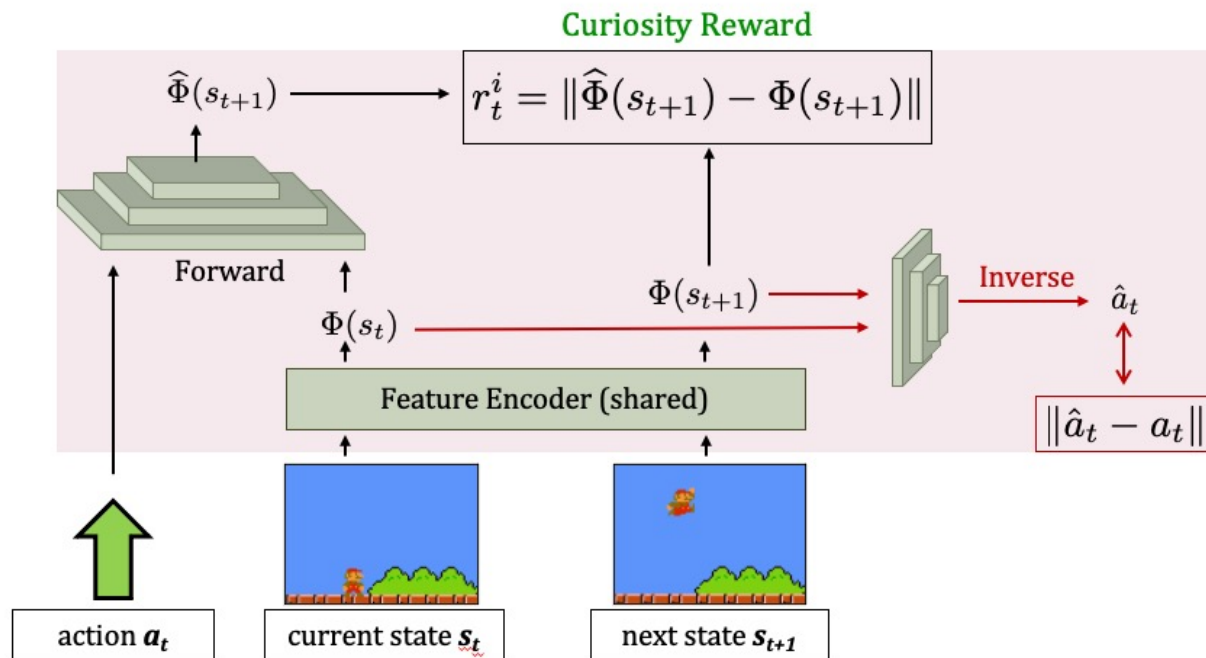 Curiosity Reward
Φ̂(s_{t+1})
r_t^i = ‖Φ̂(s_{t+1}) − Φ(s_{t+1})‖
Forward
Φ(s_{t+1})
Inverse
â_t
Φ(s_t)
Feature Encoder (shared)
‖â_t − a_t‖
action a_t
current state s_t
next state s_{t+1}